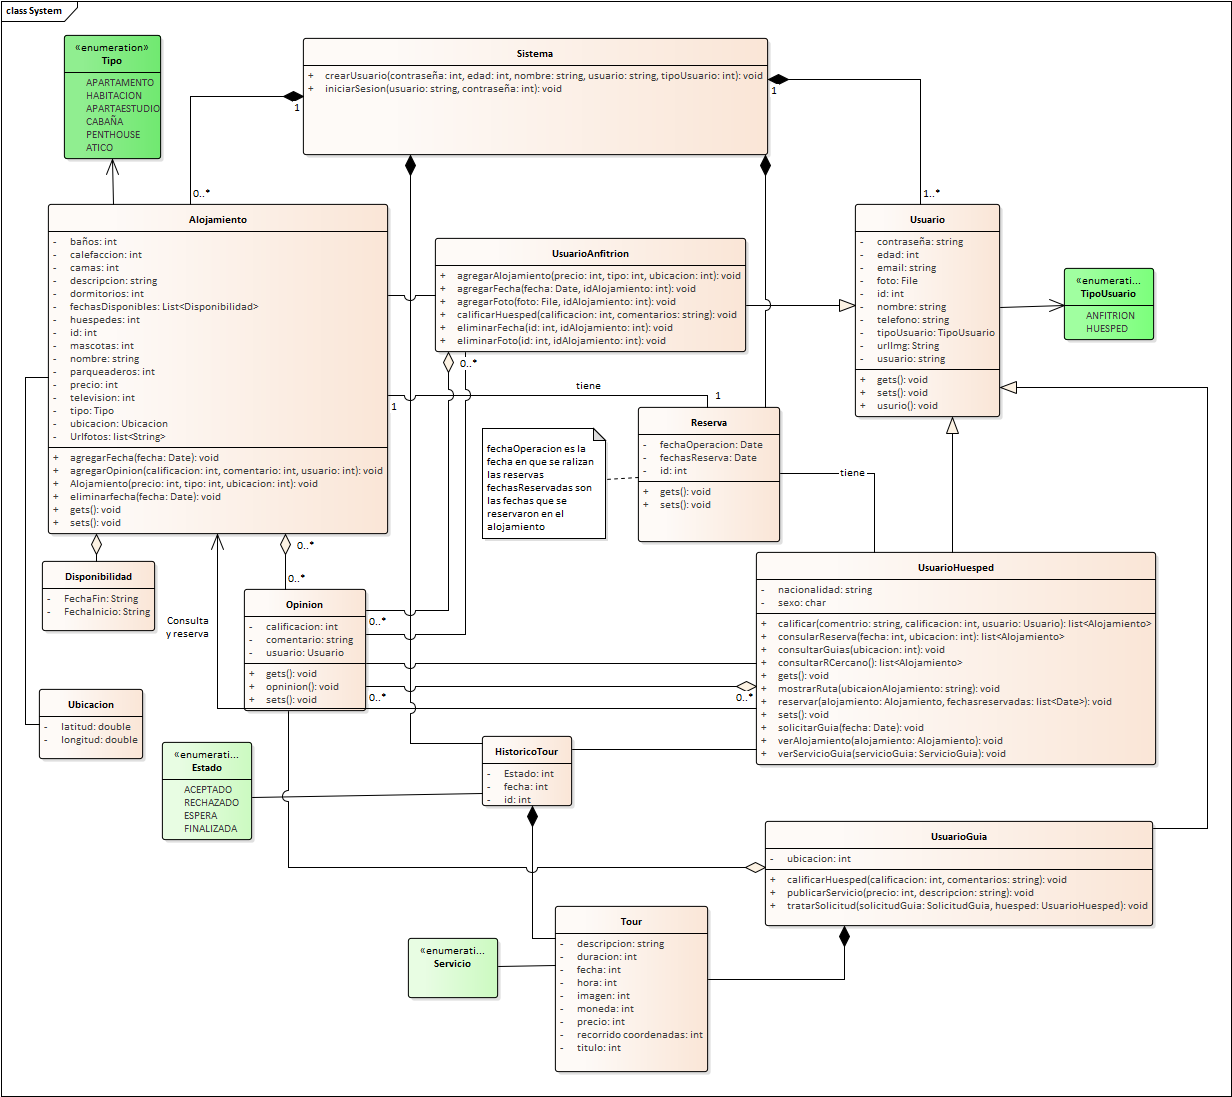 class System
«enumeration»
Tipo
APARTAMENTO
HABITACION
APARTAESTUDIO
CABAÑA
PENTHOUSE
ATICO
Sistema
+ crearUsuario(contraseña: int, edad: int, nombre: string, usuario: string, tipoUsuario: int): void
+ iniciarSesion(usuario: string, contraseña: int): void
1
1
0..*
1..*
Alojamiento
- baños: int
- calefaccion: int
- camas: int
- descripcion: string
- dormitorios: int
- fechasDisponibles: List<Disponibilidad>
- huespedes: int
- id: int
- mascotas: int
- nombre: string
- parqueaderos: int
- precio: int
- television: int
- tipo: Tipo
- ubicacion: Ubicacion
- Urlfotos: list<String>
+ agregarFecha(fecha: Date): void
+ agregarOpinion(calificacion: int, comentario: int, usuario: int): void
+ Alojamiento(precio: int, tipo: int, ubicacion: int): void
+ eliminarfecha(fecha: Date): void
+ gets(): void
+ sets(): void
UsuarioAnfitrion
+ agregarAlojamiento(precio: int, tipo: int, ubicacion: int): void
+ agregarFecha(fecha: Date, idAlojamiento: int): void
+ agregarFoto(foto: File, idAlojamiento: int): void
+ calificarHuesped(calificacion: int, comentarios: string): void
+ eliminarFecha(id: int, idAlojamiento: int): void
+ eliminarFoto(id: int, idAlojamiento: int): void
0..*
Usuario
- contraseña: string
- edad: int
- email: string
- foto: File
- id: int
- nombre: string
- telefono: string
- tipoUsuario: TipoUsuario
- urlImg: String
- usuario: string
+ gets(): void
+ sets(): void
+ usurio(): void
«enumerati...
TipoUsuario
ANFITRION
HUESPED
tiene
1
1
Reserva
- fechaOperacion: Date
- fechasReserva: Date
- id: int
+ gets(): void
+ sets(): void
fechaOperacion es la
fecha en que se ralizan
las reservas
fechasReservadas son
las fechas que se
reservaron en el
alojamiento
tiene
0..*
0..*
Disponibilidad
- FechaFin: String
- FechaInicio: String
Consulta
y reserva
Opinion
- calificacion: int
- comentario: string
- usuario: Usuario
+ gets(): void
+ opninion(): void
+ sets(): void
0..*
0..*
0..*
UsuarioHuesped
- nacionalidad: string
- sexo: char
+ calificar(comentrio: string, calificacion: int, usuario: Usuario): list<Alojamiento>
+ consularReserva(fecha: int, ubicacion: int): list<Alojamiento>
+ consultarGuias(ubicacion: int): void
+ consultarRCercano(): list<Alojamiento>
+ gets(): void
+ mostrarRuta(ubicaionAlojamiento: string): void
+ reservar(alojamiento: Alojamiento, fechasreservadas: list<Date>): void
+ sets(): void
+ solicitarGuia(fecha: Date): void
+ verAlojamiento(alojamiento: Alojamiento): void
+ verServicioGuia(servicioGuia: ServicioGuia): void
Ubicacion
- latitud: double
- longitud: double
«enumerati...
Estado
ACEPTADO
RECHAZADO
ESPERA
FINALIZADA
HistoricoTour
- Estado: int
- fecha: int
- id: int
UsuarioGuia
- ubicacion: int
+ calificarHuesped(calificacion: int, comentarios: string): void
+ publicarServicio(precio: int, descripcion: string): void
+ tratarSolicitud(solicitudGuia: SolicitudGuia, huesped: UsuarioHuesped): void
«enumerati...
Servicio
Tour
- descripcion: string
- duracion: int
- fecha: int
- hora: int
- imagen: int
- moneda: int
- precio: int
- recorrido coordenadas: int
- titulo: int